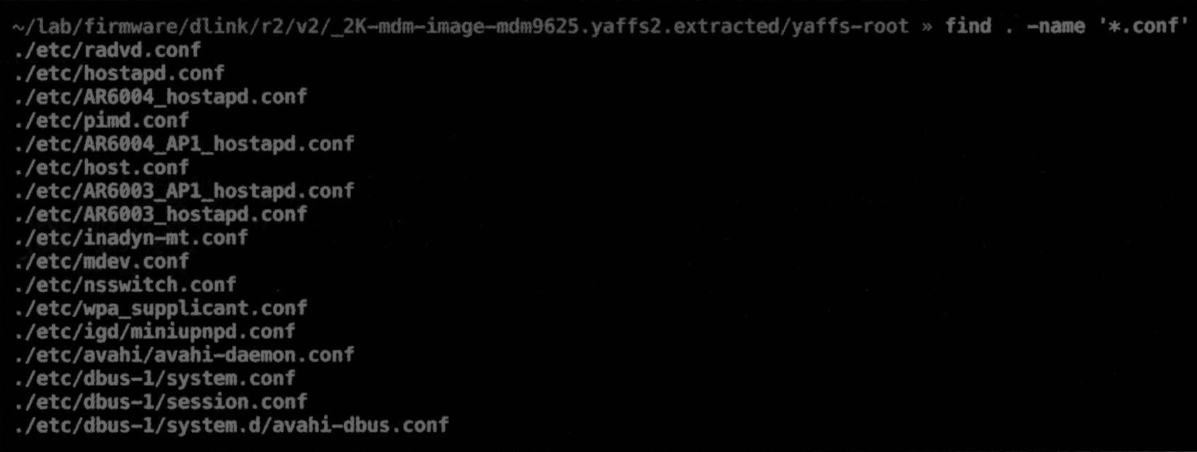 ~/lab/firmware/dlink/r2/v2/_2K-mdm-image-mdm9625.yaffs2.extracted/yaffs-root » find . -name '*.conf'
./etc/radvd.conf
./etc/hostapd.conf
./etc/AR6004_hostapd.conf
./etc/pimd.conf
./etc/AR6004_AP1_hostapd.conf
./etc/host.conf
./etc/AR6003_AP1_hostapd.conf
./etc/AR6003_hostapd.conf
./etc/inadyn-mt.conf
./etc/mdev.conf
./etc/nsswitch.conf
./etc/wpa_supplicant.conf
./etc/igd/miniupnpd.conf
./etc/avahi/avahi-daemon.conf
./etc/dbus-1/system.conf
./etc/dbus-1/session.conf
./etc/dbus-1/system.d/avahi-dbus.conf